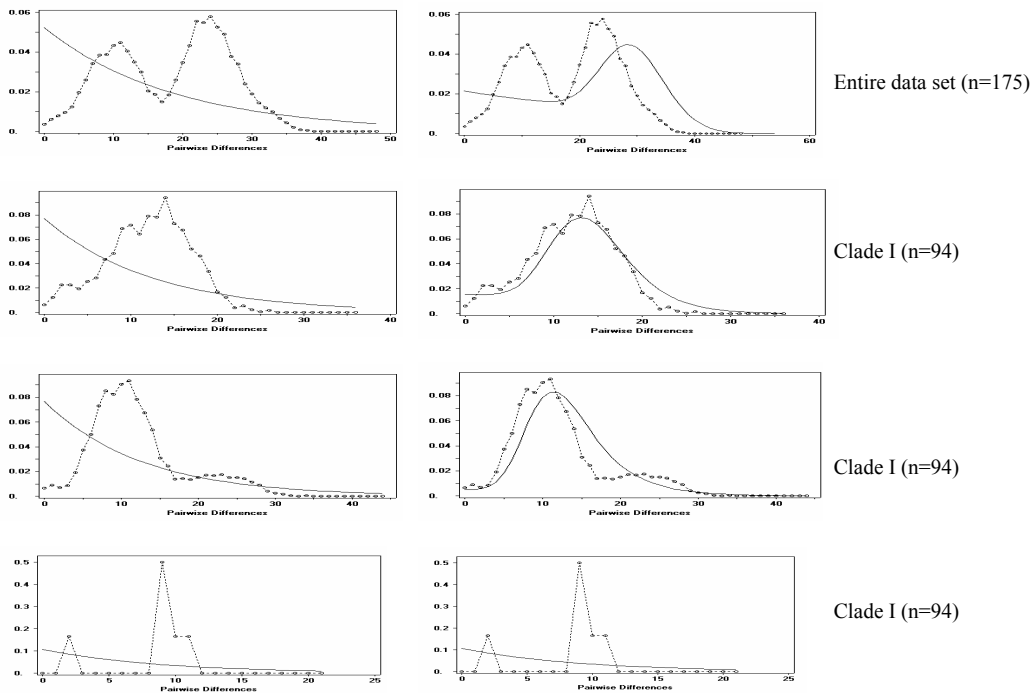 0.06
0.04
0.02
0.
0 10 20 30 40 50
Pairwise Differences
0.06
0.04
0.02
0.
0 20 40 60
Pairwise Differences
Entire data set (n=175)
0.08
0.06
0.04
0.02
0.
0 10 20 30 40
Pairwise Differences
0.08
0.06
0.04
0.02
0.
0 10 20 30 40
Pairwise Differences
Clade I (n=94)
0.08
0.06
0.04
0.02
0.
0 10 20 30 40
Pairwise Differences
0.08
0.06
0.04
0.02
0.
0 10 20 30 40
Pairwise Differences
Clade I (n=94)
0.5
0.4
0.3
0.2
0.1
0.
0 5 10 15 20 25
Pairwise Differences
0.5
0.4
0.3
0.2
0.1
0.
0 5 10 15 20 25
Pairwise Differences
Clade I (n=94)